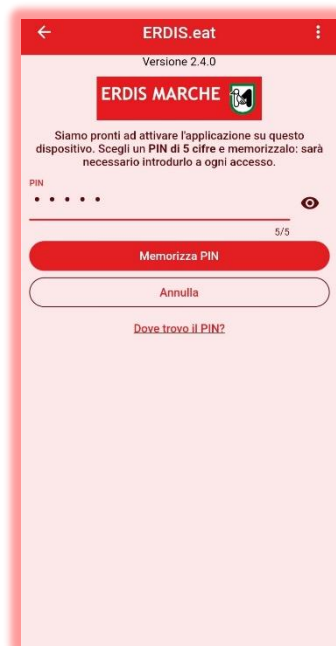 ERDIS.eat
Versione 2.4.0
ERDIS MARCHE
Siamo pronti ad attivare l'applicazione su questo
dispositivo. Scegli un PIN di 5 cifre e memorizzalo: sarà
necessario introdurlo a ogni accesso.
PIN
• • • • •
5/5
Memorizza PIN
Annulla
Dove trovo il PIN?